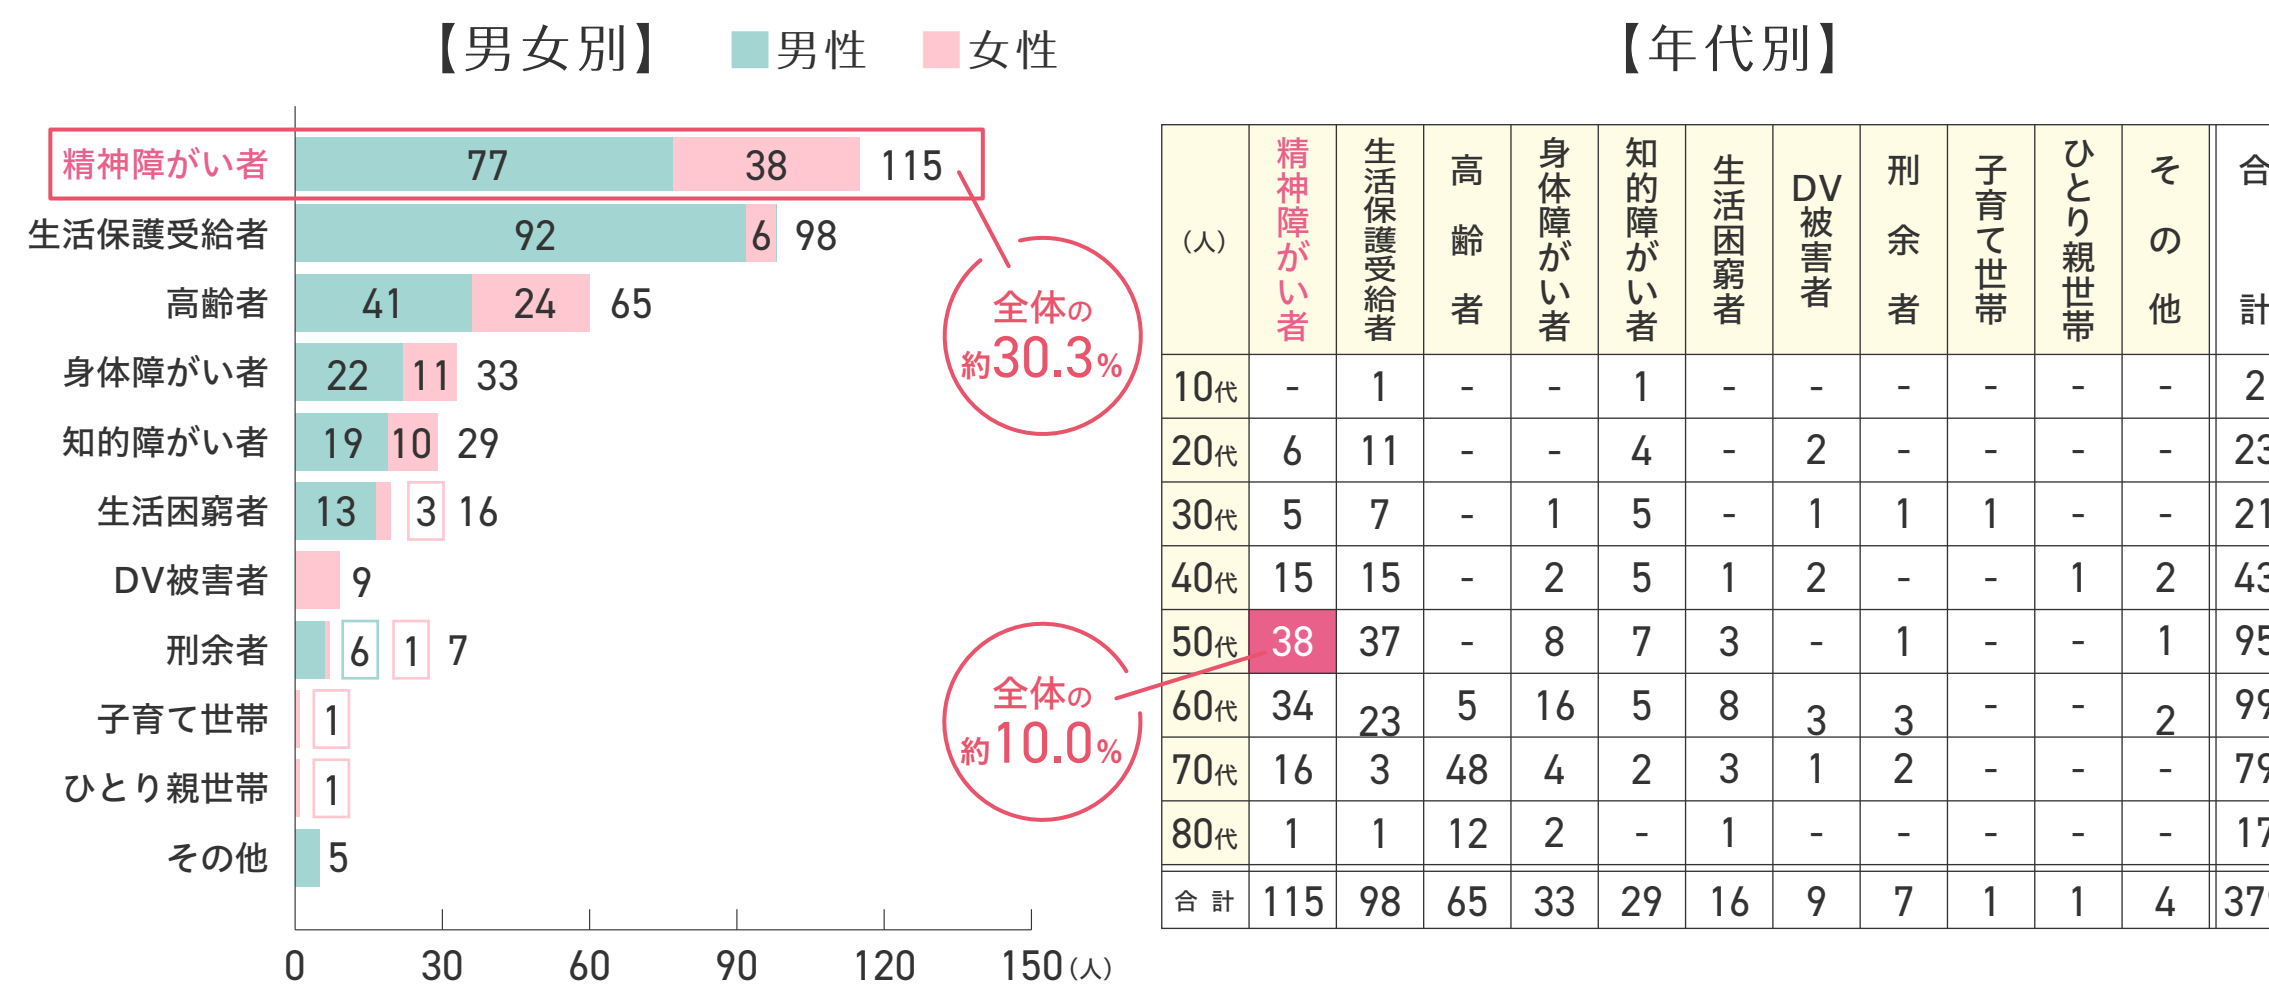 【男女別】 男性 女性
精神障がい者 77 38 115
生活保護受給者 92 6 98
高齢者 41 24 65
身体障がい者 22 11 33
知的障がい者 19 10 29
生活困窮者 13 3 16
DV被害者 9
刑余者 6 1 7
子育て世帯 1
ひとり親世帯 1
その他 5
0 30 60 90 120 150(人)
全体の
約30.3%
全体の
約10.0%
【年代別】
(人) 精神障がい者 生活保護受給者 高齢者 身体障がい者 知的障がい者 生活困窮者 DV被害者 刑余者 子育て世帯 ひとり親世帯 その他 合計
10代 - 1 - - 1 - - - - - - 2
20代 6 11 - - 4 - 2 - - - - 23
30代 5 7 - 1 5 - 1 1 1 - - 21
40代 15 15 - 2 5 1 2 - - 1 2 43
50代 38 37 - 8 7 3 - 1 - - 1 95
60代 34 23 5 16 5 8 3 3 - - 2 99
70代 16 3 48 4 2 3 1 2 - - - 79
80代 1 1 12 2 - 1 - - - - - 17
合計 115 98 65 33 29 16 9 7 1 1 4 379